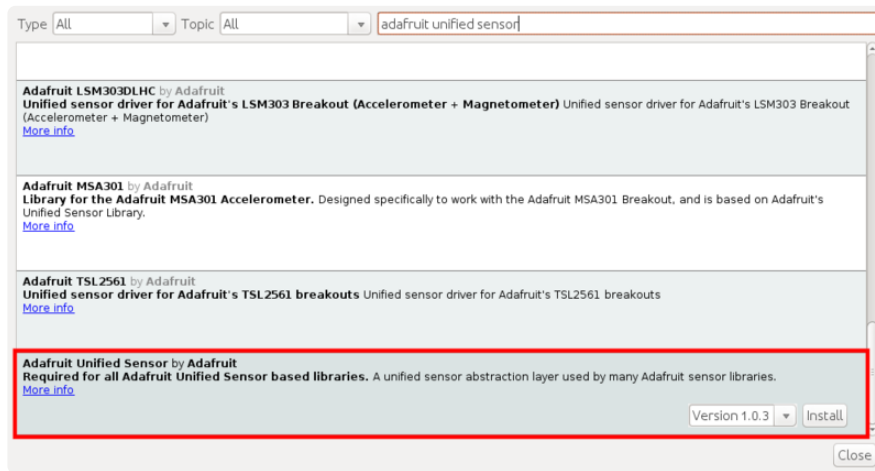 Type All Topic All adafruit unified sensor
Adafruit LSM303DLHC by Adafruit
Unified sensor driver for Adafruit's LSM303 Breakout (Accelerometer + Magnetometer) Unified sensor driver for Adafruit's LSM303 Breakout
(Accelerometer + Magnetometer)
More info
Adafruit MSA301 by Adafruit
Library for the Adafruit MSA301 Accelerometer. Designed specifically to work with the Adafruit MSA301 Breakout, and is based on Adafruit's
Unified Sensor Library.
More info
Adafruit TSL2561 by Adafruit
Unified sensor driver for Adafruit's TSL2561 breakouts Unified sensor driver for Adafruit's TSL2561 breakouts
More info
Adafruit Unified Sensor by Adafruit
Required for all Adafruit Unified Sensor based libraries. A unified sensor abstraction layer used by many Adafruit sensor libraries.
More info
Version 1.0.3 Install
Close